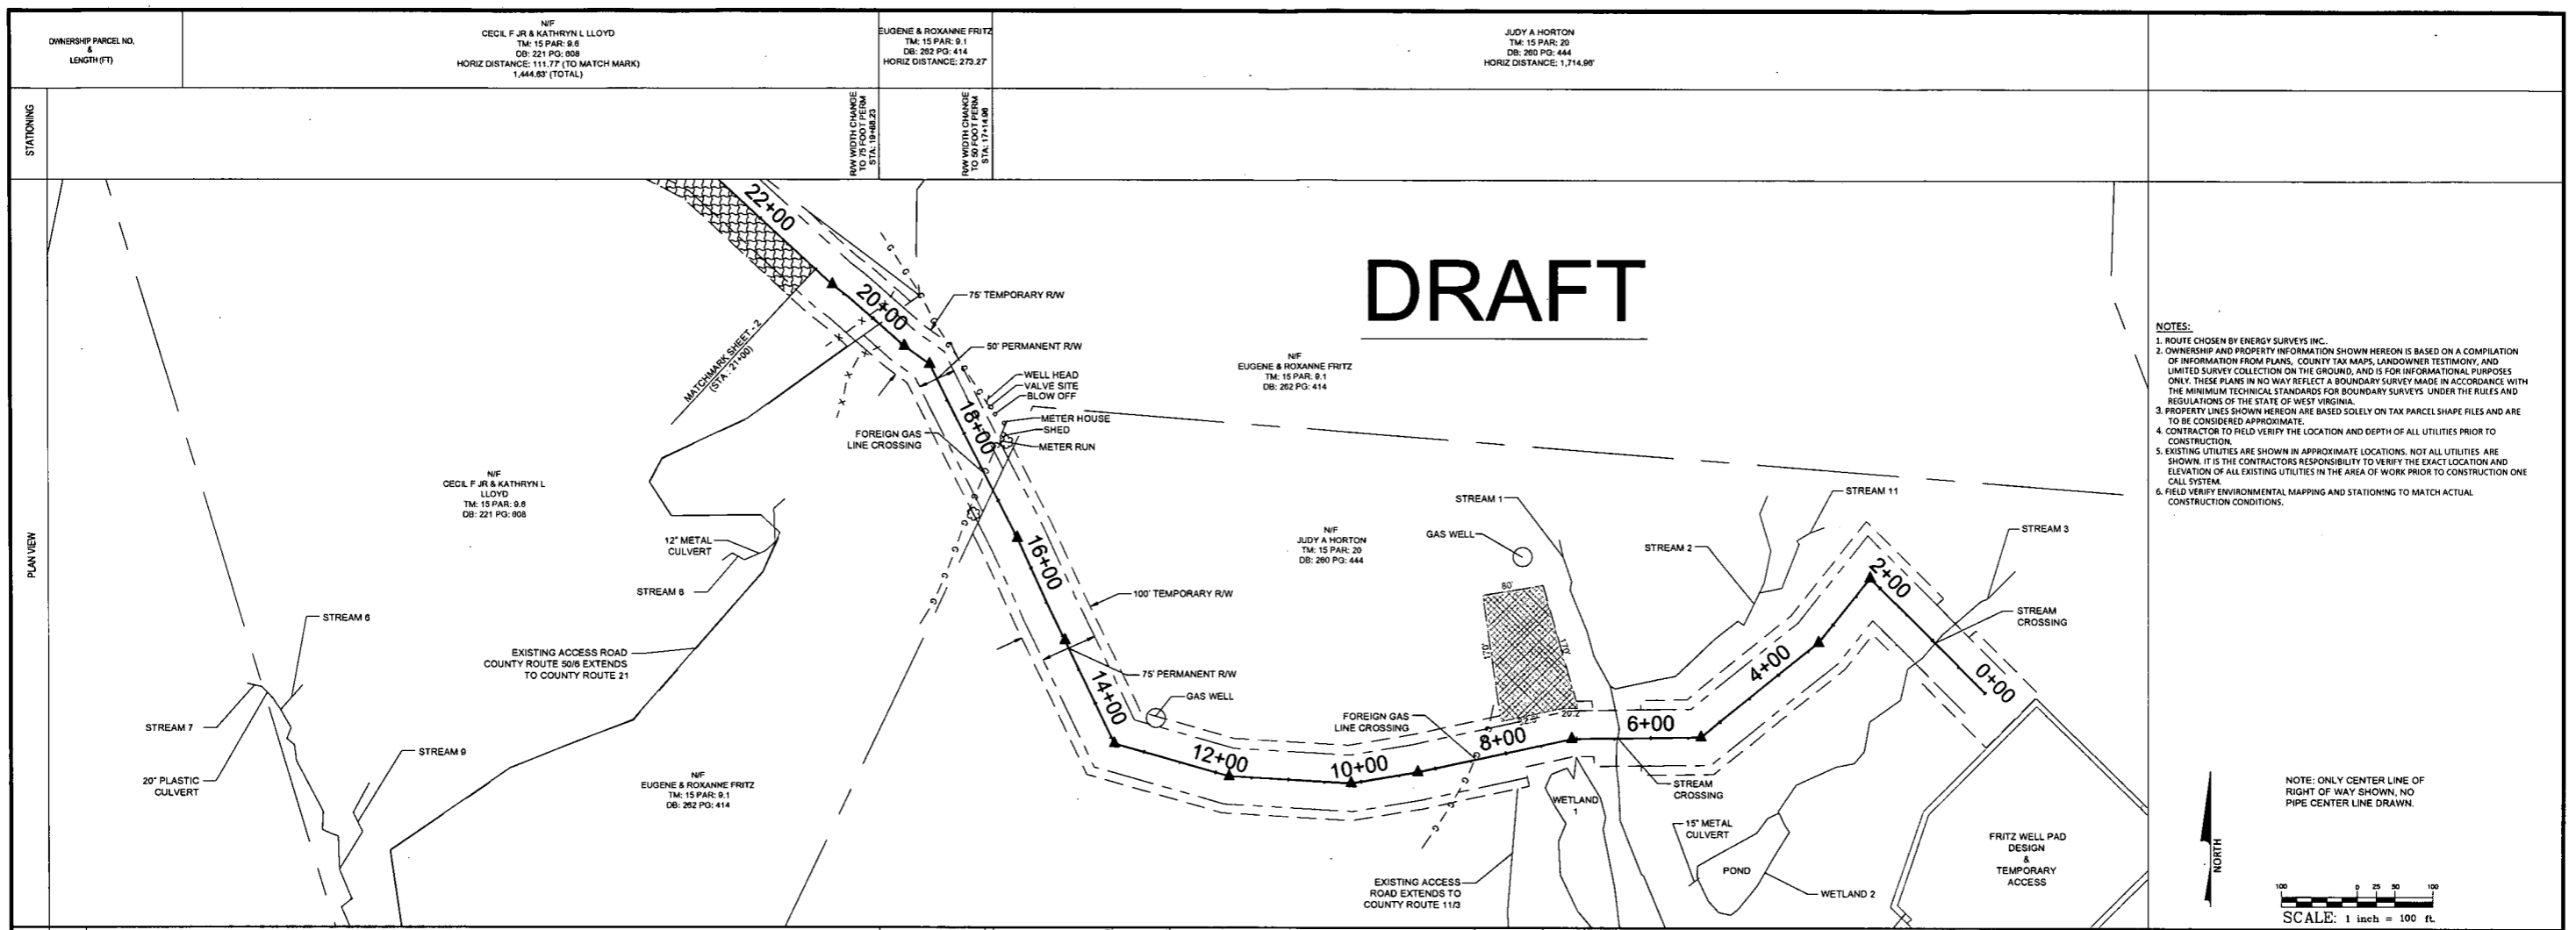 OWNERSHIP PARCEL NO.
&
LENGTH (FT)
N/F
CECIL F JR & KATHRYN L LLOYD
TM: 15 PAR: 9.6
DB: 221 PG: 608
HORIZ DISTANCE: 111.77' (TO MATCH MARK)
1,444.63' (TOTAL)
EUGENE & ROXANNE FRITZ
TM: 15 PAR: 9.1
DB: 262 PG: 414
HORIZ DISTANCE: 273.27'
JUDY A HORTON
TM: 15 PAR: 20
DB: 260 PG: 444
HORIZ DISTANCE: 1,714.96'
STATIONING
R/W WIDTH CHANGE
TO 75 FOOT PERM
STA: 19+88.23
R/W WIDTH CHANGE
TO 50 FOOT PERM
STA: 17+14.96
PLAN VIEW
DRAFT
22+00
20+00
18+00
16+00
14+00
12+00
10+00
8+00
6+00
4+00
2+00
0+00
MATCHMARK SHEET - 2
(STA : 21+00)
75' TEMPORARY R/W
50' PERMANENT R/W
WELL HEAD
VALVE SITE
BLOW OFF
METER HOUSE
SHED
METER RUN
FOREIGN GAS
LINE CROSSING
N/F
EUGENE & ROXANNE FRITZ
TM: 15 PAR: 9.1
DB: 262 PG: 414
N/F
CECIL F JR & KATHRYN L
LLOYD
TM: 15 PAR: 9.6
DB: 221 PG: 608
12" METAL
CULVERT
STREAM 8
STREAM 6
EXISTING ACCESS ROAD
COUNTY ROUTE 50/6 EXTENDS
TO COUNTY ROUTE 21
STREAM 7
STREAM 9
20" PLASTIC
CULVERT
N/F
EUGENE & ROXANNE FRITZ
TM: 15 PAR: 9.1
DB: 262 PG: 414
N/F
JUDY A HORTON
TM: 15 PAR: 20
DB: 260 PG: 444
100' TEMPORARY R/W
75' PERMANENT R/W
GAS WELL
STREAM 1
GAS WELL
80'
170'
170'
20.2'
FOREIGN GAS
LINE CROSSING
STREAM 2
STREAM 11
STREAM 3
STREAM
CROSSING
STREAM
CROSSING
WETLAND
1
15" METAL
CULVERT
POND
WETLAND 2
EXISTING ACCESS
ROAD EXTENDS TO
COUNTY ROUTE 11/3
FRITZ WELL PAD
DESIGN
&
TEMPORARY
ACCESS
NOTES:
1. ROUTE CHOSEN BY ENERGY SURVEYS INC..
2. OWNERSHIP AND PROPERTY INFORMATION SHOWN HEREON IS BASED ON A COMPILATION
OF INFORMATION FROM PLANS, COUNTY TAX MAPS, LANDOWNER TESTIMONY, AND
LIMITED SURVEY COLLECTION ON THE GROUND, AND IS FOR INFORMATIONAL PURPOSES
ONLY. THESE PLANS IN NO WAY REFLECT A BOUNDARY SURVEY MADE IN ACCORDANCE WITH
THE MINIMUM TECHNICAL STANDARDS FOR BOUNDARY SURVEYS UNDER THE RULES AND
REGULATIONS OF THE STATE OF WEST VIRGINIA.
3. PROPERTY LINES SHOWN HEREON ARE BASED SOLELY ON TAX PARCEL SHAPE FILES AND ARE
TO BE CONSIDERED APPROXIMATE.
4. CONTRACTOR TO FIELD VERIFY THE LOCATION AND DEPTH OF ALL UTILITIES PRIOR TO
CONSTRUCTION.
5. EXISTING UTILITIES ARE SHOWN IN APPROXIMATE LOCATIONS. NOT ALL UTILITIES ARE
SHOWN. IT IS THE CONTRACTORS RESPONSIBILITY TO VERIFY THE EXACT LOCATION AND
ELEVATION OF ALL EXISTING UTILITIES IN THE AREA OF WORK PRIOR TO CONSTRUCTION ONE
CALL SYSTEM.
6. FIELD VERIFY ENVIRONMENTAL MAPPING AND STATIONING TO MATCH ACTUAL
CONSTRUCTION CONDITIONS.
NOTE: ONLY CENTER LINE OF
RIGHT OF WAY SHOWN, NO
PIPE CENTER LINE DRAWN.
NORTH
100 0 25 50 100
SCALE: 1 inch = 100 ft.